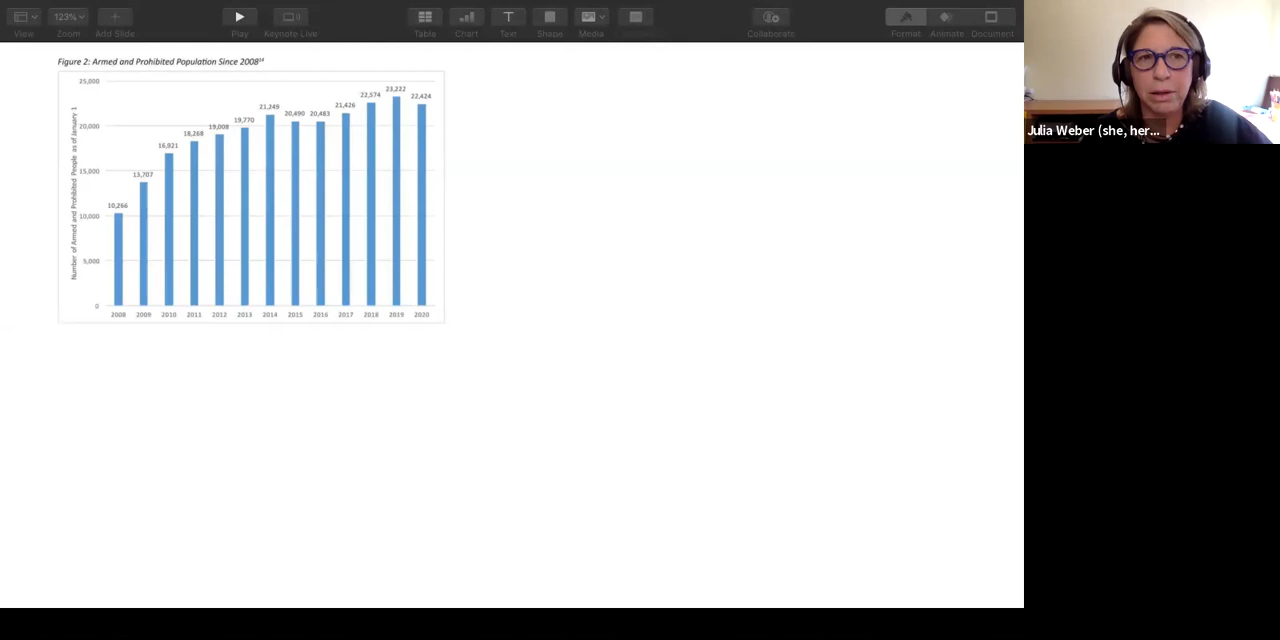 View
123%
Zoom
Add Slide
Play
Keynote Live
Table
Chart
T
Text
Shape
Media
Collaborate
Format
Animate
Document
Julia Weber (she, her...
Figure 2: Armed and Prohibited Population Since 2008¹⁴
Number of Armed and Prohibited People as of January 1
25,000
20,000
15,000
10,000
5,000
0
10,266
13,707
16,921
18,268
19,008
19,770
21,249
20,490
20,483
21,426
22,574
23,222
22,424
2008 2009 2010 2011 2012 2013 2014 2015 2016 2017 2018 2019 2020